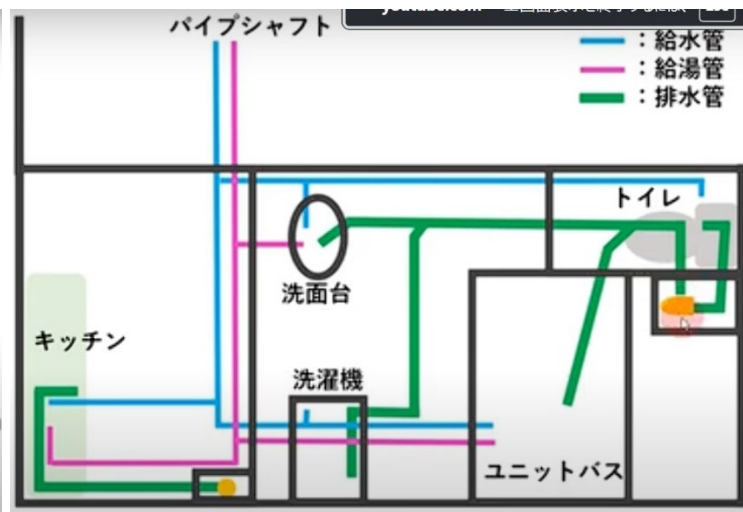 パイプシャフト
：給水管
：給湯管
：排水管
トイレ
洗面台
キッチン
洗濯機
ユニットバス